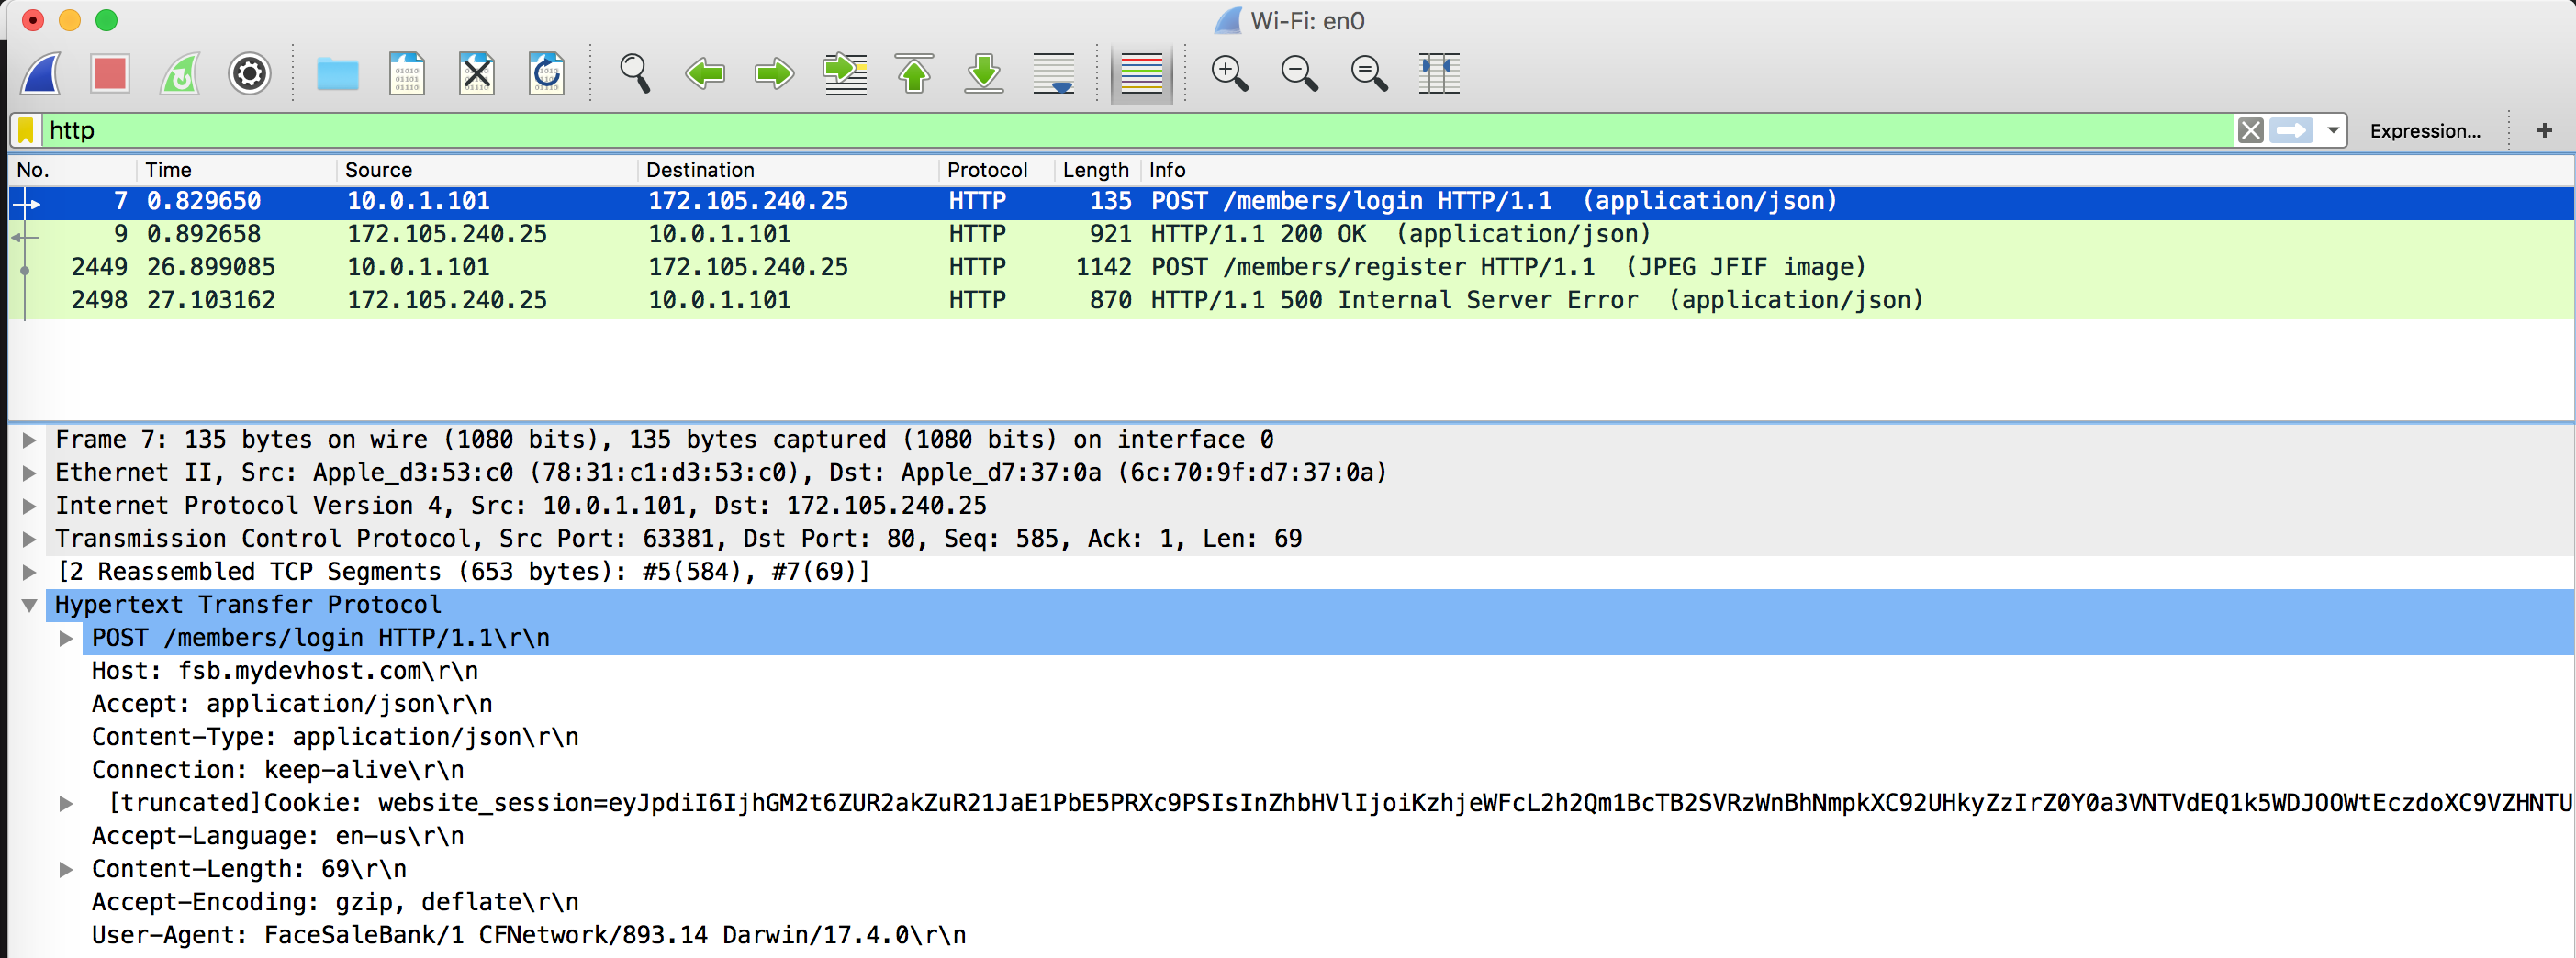 Wi-Fi: en0
http
Expression...
+
No. Time Source Destination Protocol Length Info
7 0.829650 10.0.1.101 172.105.240.25 HTTP 135 POST /members/login HTTP/1.1 (application/json)
9 0.892658 172.105.240.25 10.0.1.101 HTTP 921 HTTP/1.1 200 OK (application/json)
2449 26.899085 10.0.1.101 172.105.240.25 HTTP 1142 POST /members/register HTTP/1.1 (JPEG JFIF image)
2498 27.103162 172.105.240.25 10.0.1.101 HTTP 870 HTTP/1.1 500 Internal Server Error (application/json)
Frame 7: 135 bytes on wire (1080 bits), 135 bytes captured (1080 bits) on interface 0
Ethernet II, Src: Apple_d3:53:c0 (78:31:c1:d3:53:c0), Dst: Apple_d7:37:0a (6c:70:9f:d7:37:0a)
Internet Protocol Version 4, Src: 10.0.1.101, Dst: 172.105.240.25
Transmission Control Protocol, Src Port: 63381, Dst Port: 80, Seq: 585, Ack: 1, Len: 69
[2 Reassembled TCP Segments (653 bytes): #5(584), #7(69)]
Hypertext Transfer Protocol
POST /members/login HTTP/1.1\r\n
Host: fsb.mydevhost.com\r\n
Accept: application/json\r\n
Content-Type: application/json\r\n
Connection: keep-alive\r\n
[truncated]Cookie: website_session=eyJpdiI6IjhGM2t6ZUR2akZuR21JaE1PbE5PRXc9PSIsInZhbHVlIjoiKzhjeWFcL2h2Qm1BcTB2SVRzWnBhNmpkXC92UHkyZzIrZ0Y0a3VNTVdEQ1k5WDJOOWtEczdoXC9VZHNTU
Accept-Language: en-us\r\n
Content-Length: 69\r\n
Accept-Encoding: gzip, deflate\r\n
User-Agent: FaceSaleBank/1 CFNetwork/893.14 Darwin/17.4.0\r\n